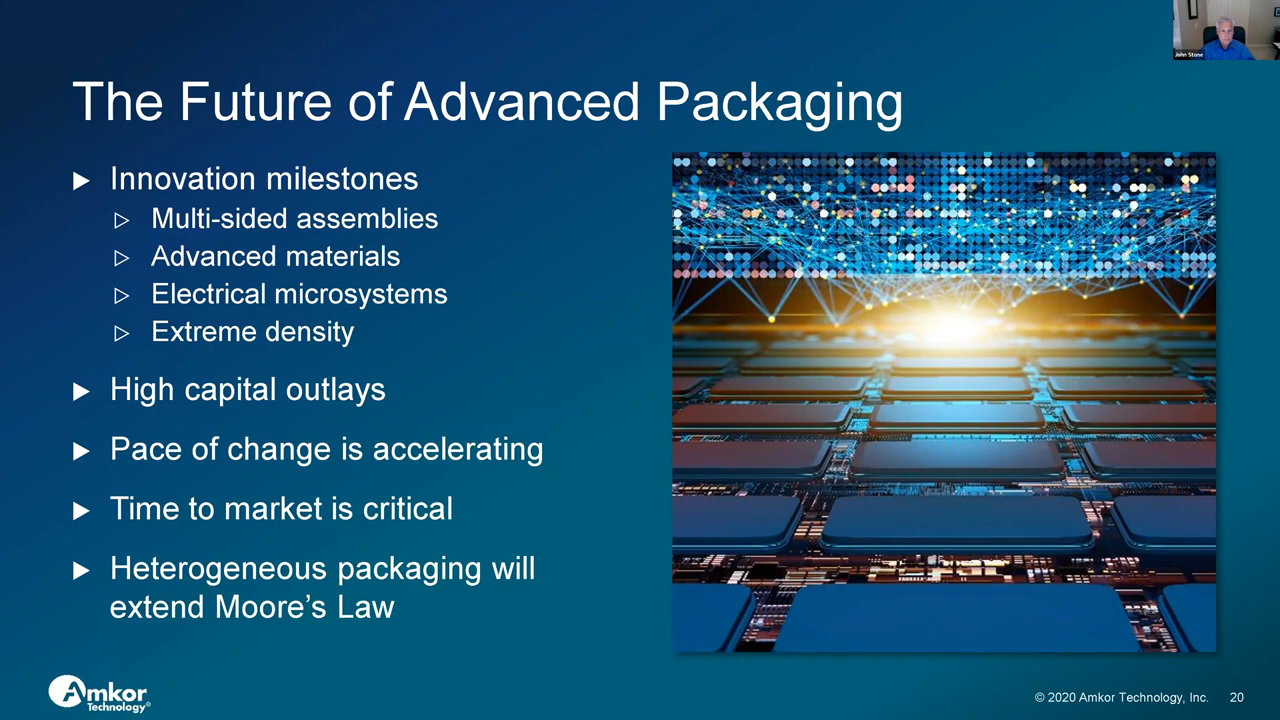 John Stone
The Future of Advanced Packaging
Innovation milestones
Multi-sided assemblies
Advanced materials
Electrical microsystems
Extreme density
High capital outlays
Pace of change is accelerating
Time to market is critical
Heterogeneous packaging will
extend Moore’s Law
Amkor
Technology®
© 2020 Amkor Technology, Inc. 20